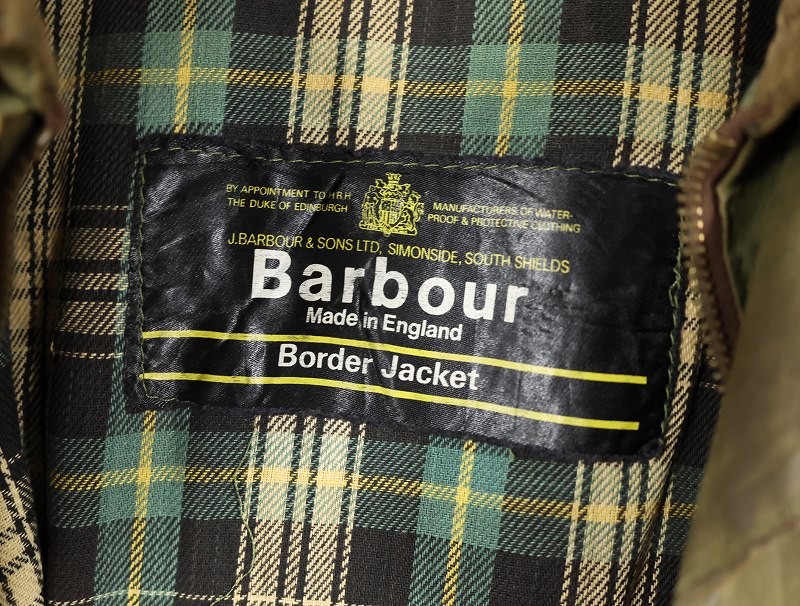 BY APPOINTMENT TO H.R.H
THE DUKE OF EDINBURGH
MANUFACTURERS OF WATER-
PROOF & PROTECTIVE CLOTHING
J.BARBOUR & SONS LTD, SIMONSIDE, SOUTH SHIELDS
Barbour
Made in England
Border Jacket